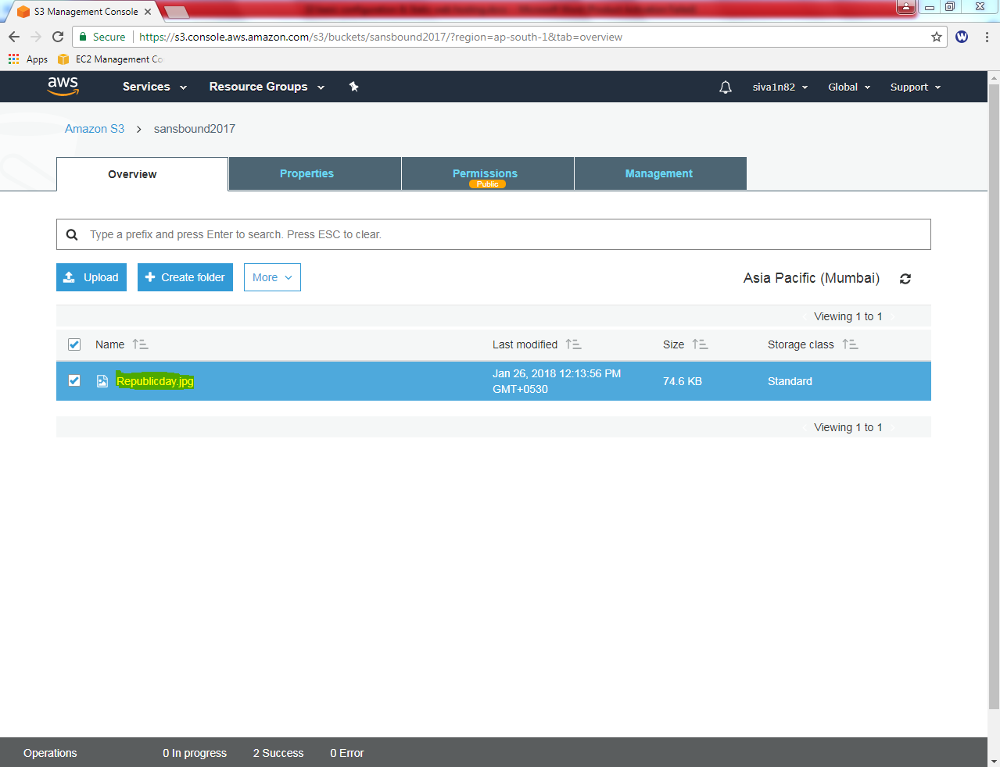 S3 Management Console
Secure https://s3.console.aws.amazon.com/s3/buckets/sansbound2017/?region=ap-south-1&tab=overview
Apps EC2 Management Co
aws Services Resource Groups siva1n82 Global Support
Amazon S3 > sansbound2017
Overview Properties Permissions Management
Public
Type a prefix and press Enter to search. Press ESC to clear.
Upload Create folder More Asia Pacific (Mumbai)
Viewing 1 to 1
Name Last modified Size Storage class
Republicday.jpg Jan 26, 2018 12:13:56 PM GMT+0530 74.6 KB Standard
Viewing 1 to 1
Operations 0 In progress 2 Success 0 Error